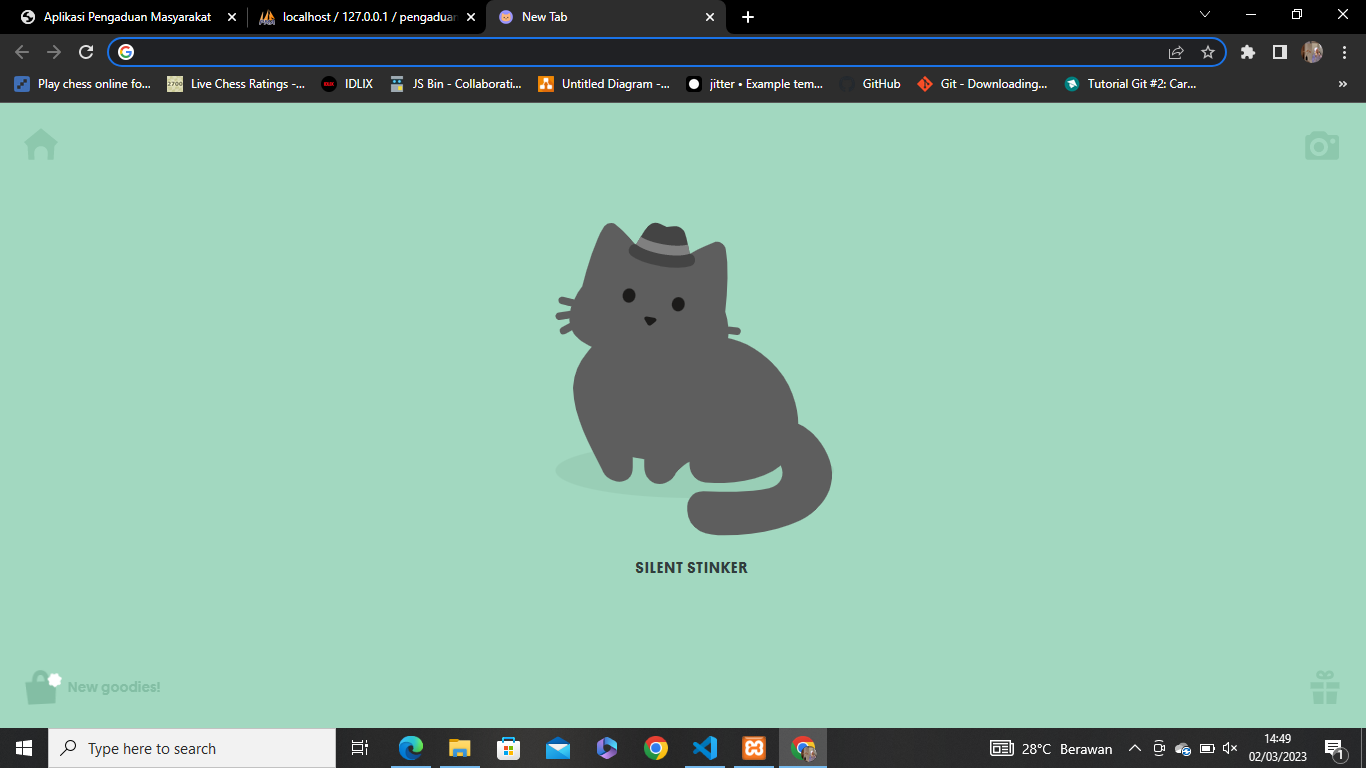 Aplikasi Pengaduan Masyarakat
localhost / 127.0.0.1 / pengaduan
New Tab
Play chess online fo...
Live Chess Ratings -...
IDLIX
JS Bin - Collaborati...
Untitled Diagram -...
jitter • Example tem...
GitHub
Git - Downloading...
Tutorial Git #2: Car...
»
SILENT STINKER
New goodies!
Type here to search
28°C Berawan
14:49
02/03/2023
1